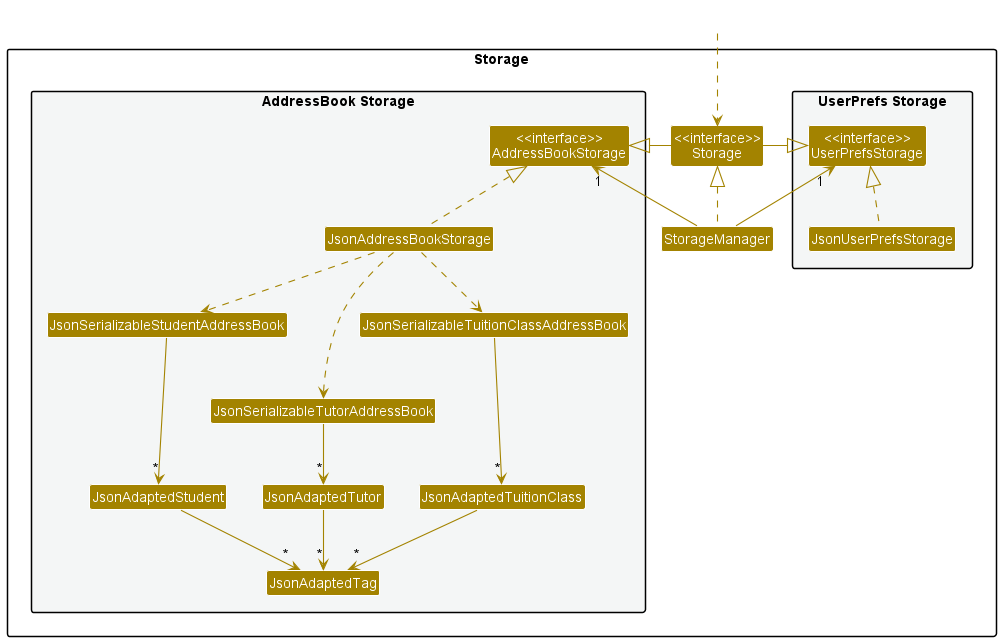 Storage
AddressBook Storage
UserPrefs Storage
<<interface>>
AddressBookStorage
<<interface>>
Storage
<<interface>>
UserPrefsStorage
1
1
JsonAddressBookStorage
StorageManager
JsonUserPrefsStorage
JsonSerializableStudentAddressBook
JsonSerializableTuitionClassAddressBook
JsonSerializableTutorAddressBook
*
*
*
JsonAdaptedStudent
JsonAdaptedTutor
JsonAdaptedTuitionClass
*
*
*
JsonAdaptedTag